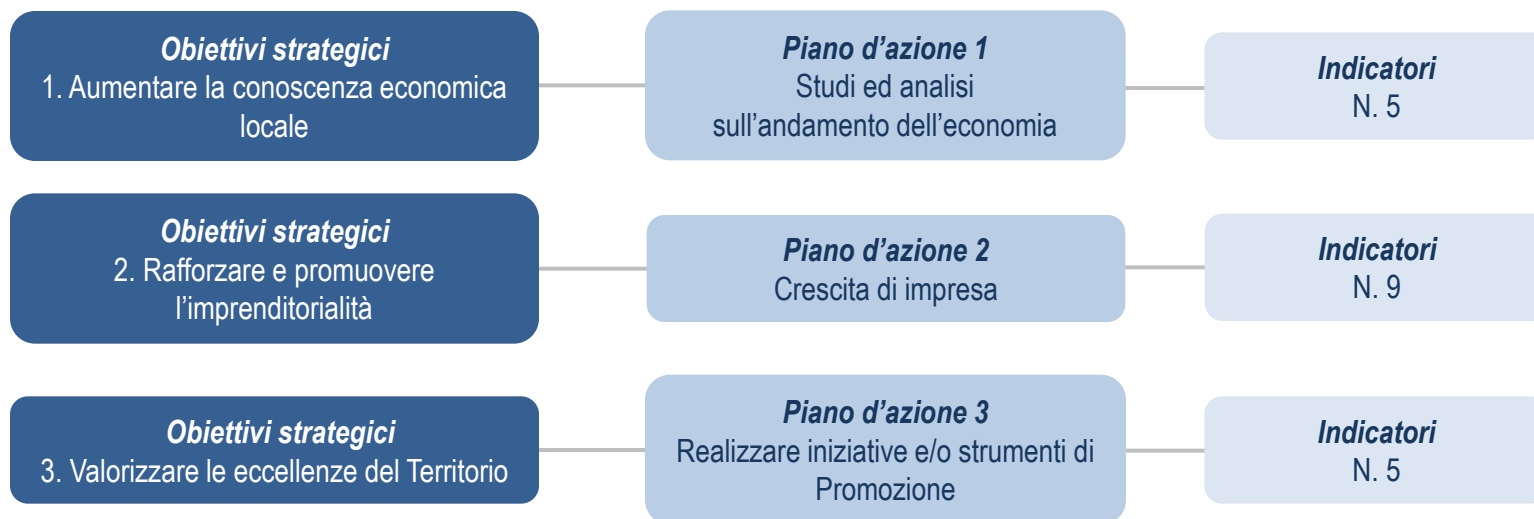 Obiettivi strategici
1. Aumentare la conoscenza economica
locale
Piano d’azione 1
Studi ed analisi
sull’andamento dell’economia
Indicatori
N. 5
Obiettivi strategici
2. Rafforzare e promuovere
l’imprenditorialità
Piano d’azione 2
Crescita di impresa
Indicatori
N. 9
Obiettivi strategici
3. Valorizzare le eccellenze del Territorio
Piano d’azione 3
Realizzare iniziative e/o strumenti di
Promozione
Indicatori
N. 5